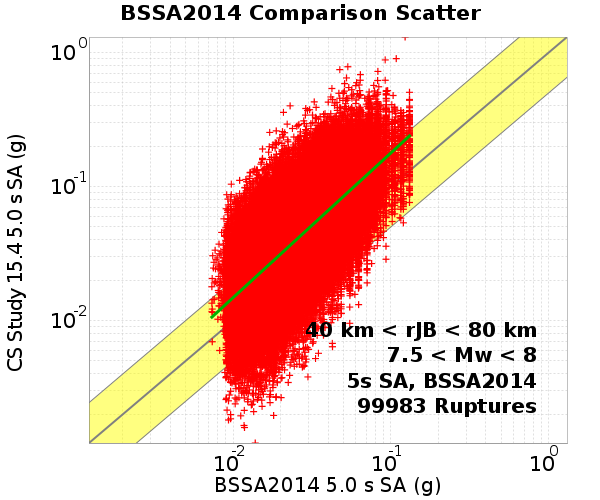 BSSA2014 Comparison Scatter
CS Study 15.4 5.0 s SA (g)
10^0
10^-1
10^-2
40 km < rJB < 80 km
7.5 < Mw < 8
5s SA, BSSA2014
99983 Ruptures
10^-2 10^-1 10^0
BSSA2014 5.0 s SA (g)